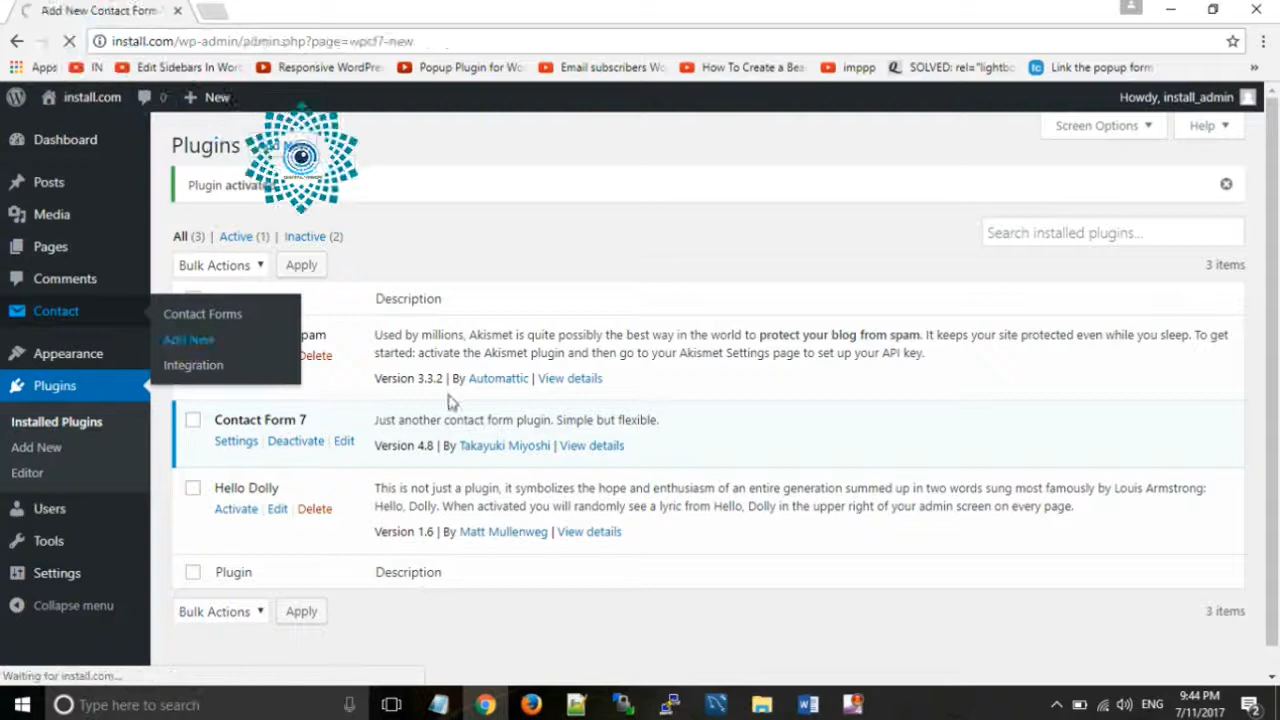 Add New Contact Form
install.com/wp-admin/admin.php?page=wpcf7-new
Apps
IN
Edit Sidebars In Wor
Responsive WordPre
Popup Plugin for Wo
Email subscribers Wo
How To Create a Bea
imppp
SOLVED: rel="lightbo
Link the popup form
»
install.com
0
New
Howdy, install_admin
Dashboard
Posts
Media
Pages
Comments
Contact
Contact Forms
Add New
Integration
Appearance
Plugins
Installed Plugins
Add New
Editor
Users
Tools
Settings
Collapse menu
Screen Options
Help
Plugins
Plugin activat
All (3) | Active (1) | Inactive (2)
Search installed plugins...
Bulk Actions
Apply
3 items
Description
pam
Delete
Used by millions, Akismet is quite possibly the best way in the world to protect your blog from spam. It keeps your site protected even while you sleep. To get
started: activate the Akismet plugin and then go to your Akismet Settings page to set up your API key.
Version 3.3.2 | By Automattic | View details
Contact Form 7
Settings | Deactivate | Edit
Just another contact form plugin. Simple but flexible.
Version 4.8 | By Takayuki Miyoshi | View details
Hello Dolly
Activate | Edit | Delete
This is not just a plugin, it symbolizes the hope and enthusiasm of an entire generation summed up in two words sung most famously by Louis Armstrong:
Hello, Dolly. When activated you will randomly see a lyric from Hello, Dolly in the upper right of your admin screen on every page.
Version 1.6 | By Matt Mullenweg | View details
Plugin
Description
Bulk Actions
Apply
3 items
Waiting for install.com...
Type here to search
ENG
9:44 PM
7/11/2017
2